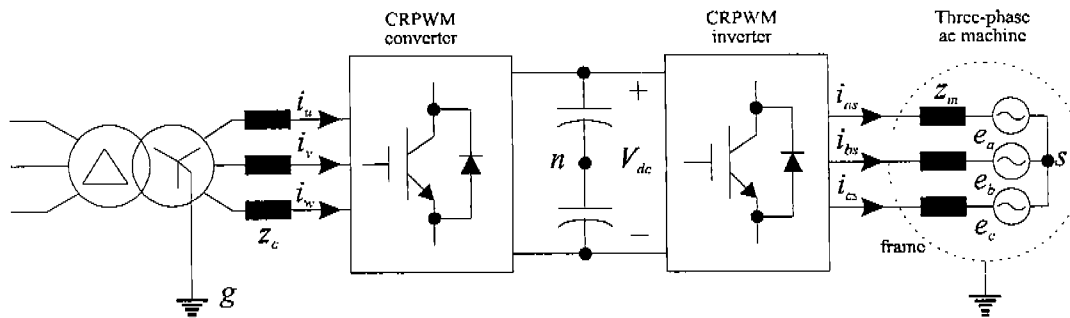 CRPWM
converter
CRPWM
inverter
Three-phase
ac machine
i_u
i_v
i_w
z_c
g
n
+
V_dc
−
i_as
i_bs
i_cs
z_m
e_a
e_b
e_c
s
frame